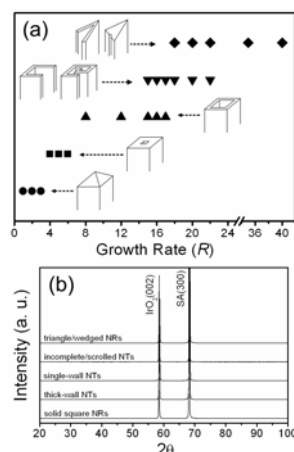 (a)
0 4 8 12 16 20 24 36 40
Growth Rate (R)
(b)
Intensity (a. u.)
IrO2(002)
SA(300)
triangle/wedged NRs
incomplete/scrolled NTs
single-wall NTs
thick-wall NTs
solid square NRs
20 30 40 50 60 70 80 90 100
2θ